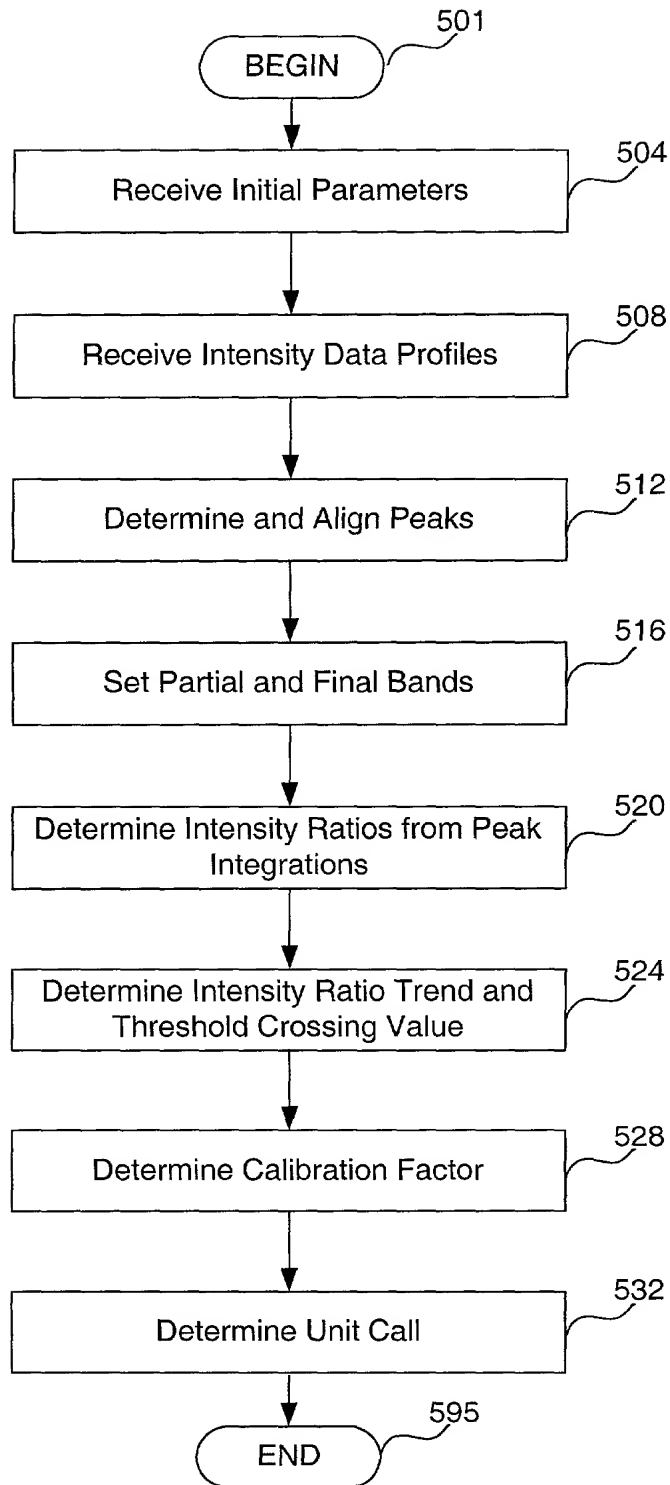 501
BEGIN
504
Receive Initial Parameters
508
Receive Intensity Data Profiles
512
Determine and Align Peaks
516
Set Partial and Final Bands
520
Determine Intensity Ratios from Peak
Integrations
524
Determine Intensity Ratio Trend and
Threshold Crossing Value
528
Determine Calibration Factor
532
Determine Unit Call
595
END